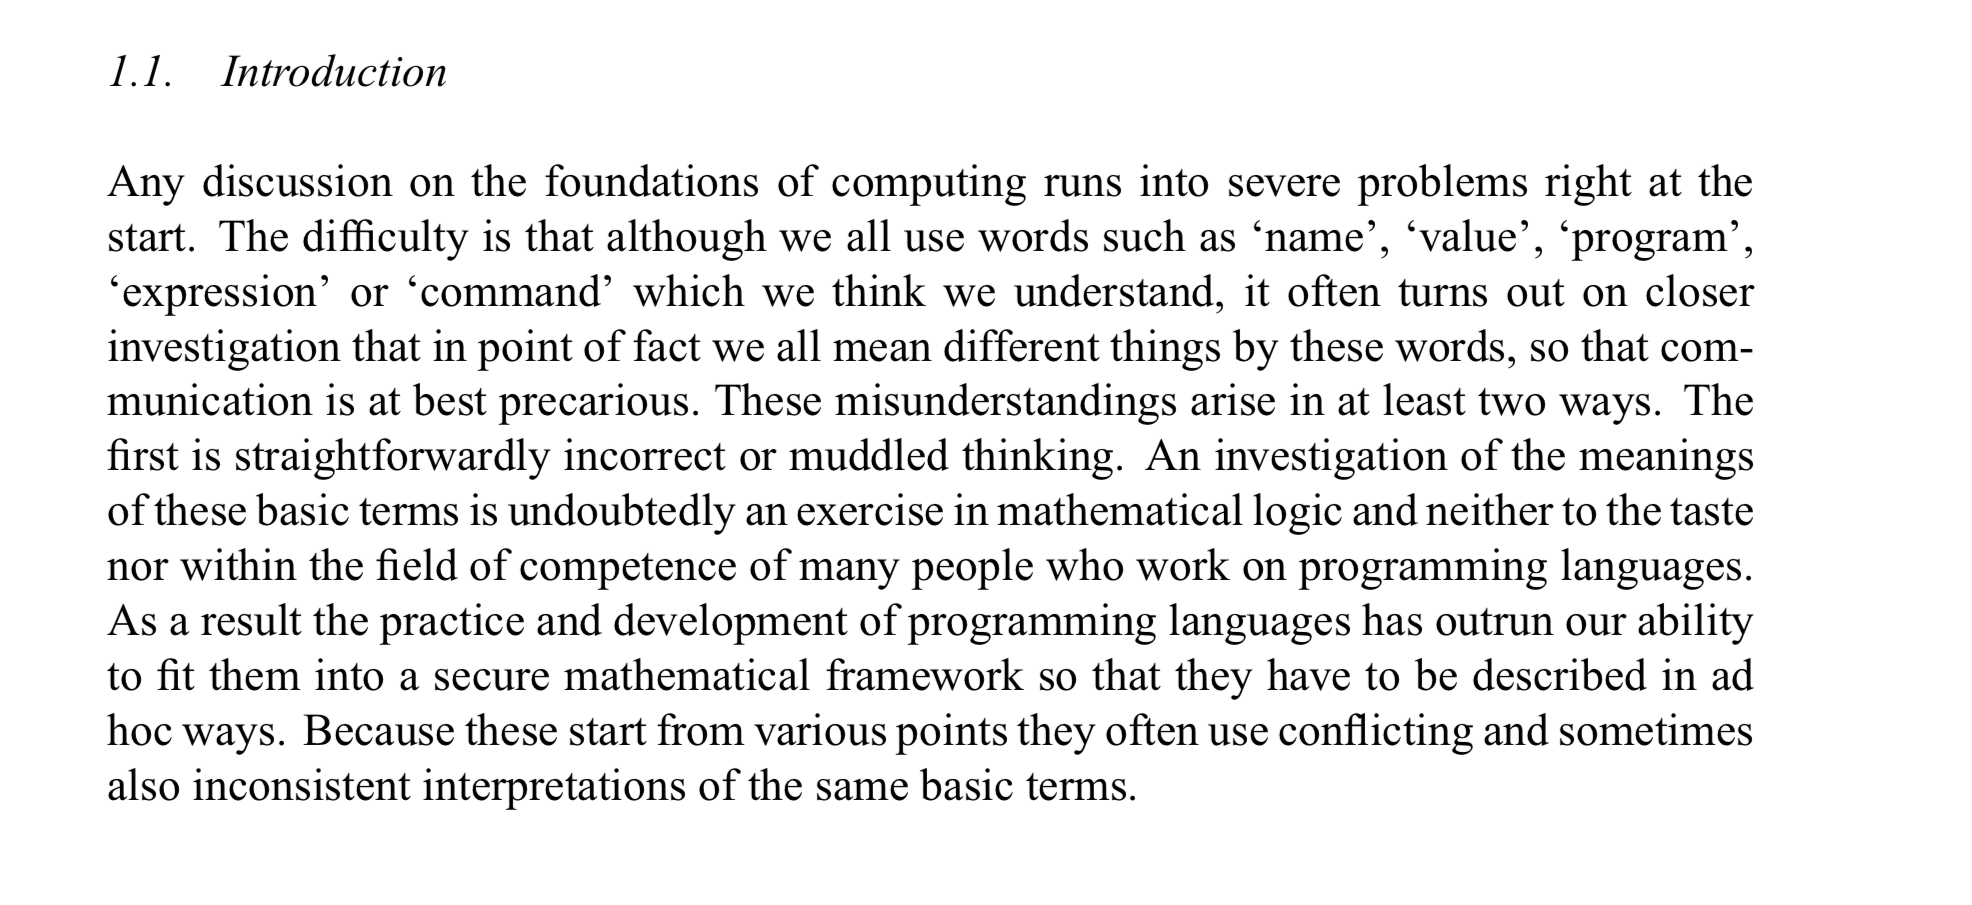 1.1. Introduction
Any discussion on the foundations of computing runs into severe problems right at the
start. The difficulty is that although we all use words such as ‘name’, ‘value’, ‘program’,
‘expression’ or ‘command’ which we think we understand, it often turns out on closer
investigation that in point of fact we all mean different things by these words, so that com-
munication is at best precarious. These misunderstandings arise in at least two ways. The
first is straightforwardly incorrect or muddled thinking. An investigation of the meanings
of these basic terms is undoubtedly an exercise in mathematical logic and neither to the taste
nor within the field of competence of many people who work on programming languages.
As a result the practice and development of programming languages has outrun our ability
to fit them into a secure mathematical framework so that they have to be described in ad
hoc ways. Because these start from various points they often use conflicting and sometimes
also inconsistent interpretations of the same basic terms.